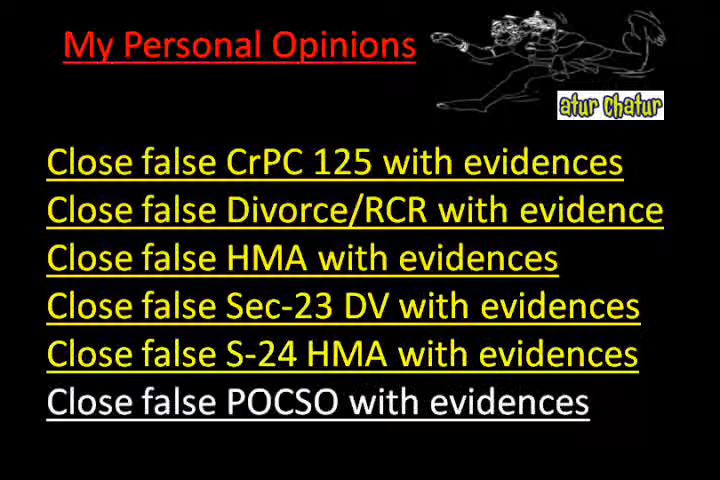 My Personal Opinions
atur Chatur
Close false CrPC 125 with evidences
Close false Divorce/RCR with evidence
Close false HMA with evidences
Close false Sec-23 DV with evidences
Close false S-24 HMA with evidences
Close false POCSO with evidences